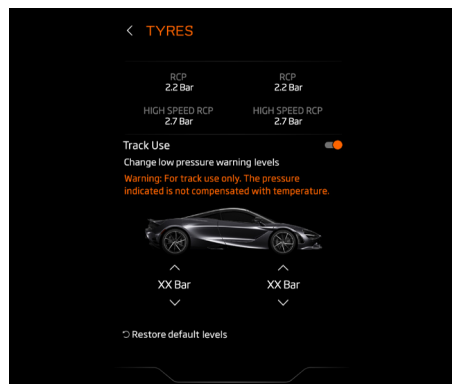 TYRES
RCP RCP
2.2 Bar 2.2 Bar
HIGH SPEED RCP HIGH SPEED RCP
2.7 Bar 2.7 Bar
Track Use
Change low pressure warning levels
Warning: For track use only. The pressure
indicated is not compensated with temperature.
XX Bar XX Bar
Restore default levels